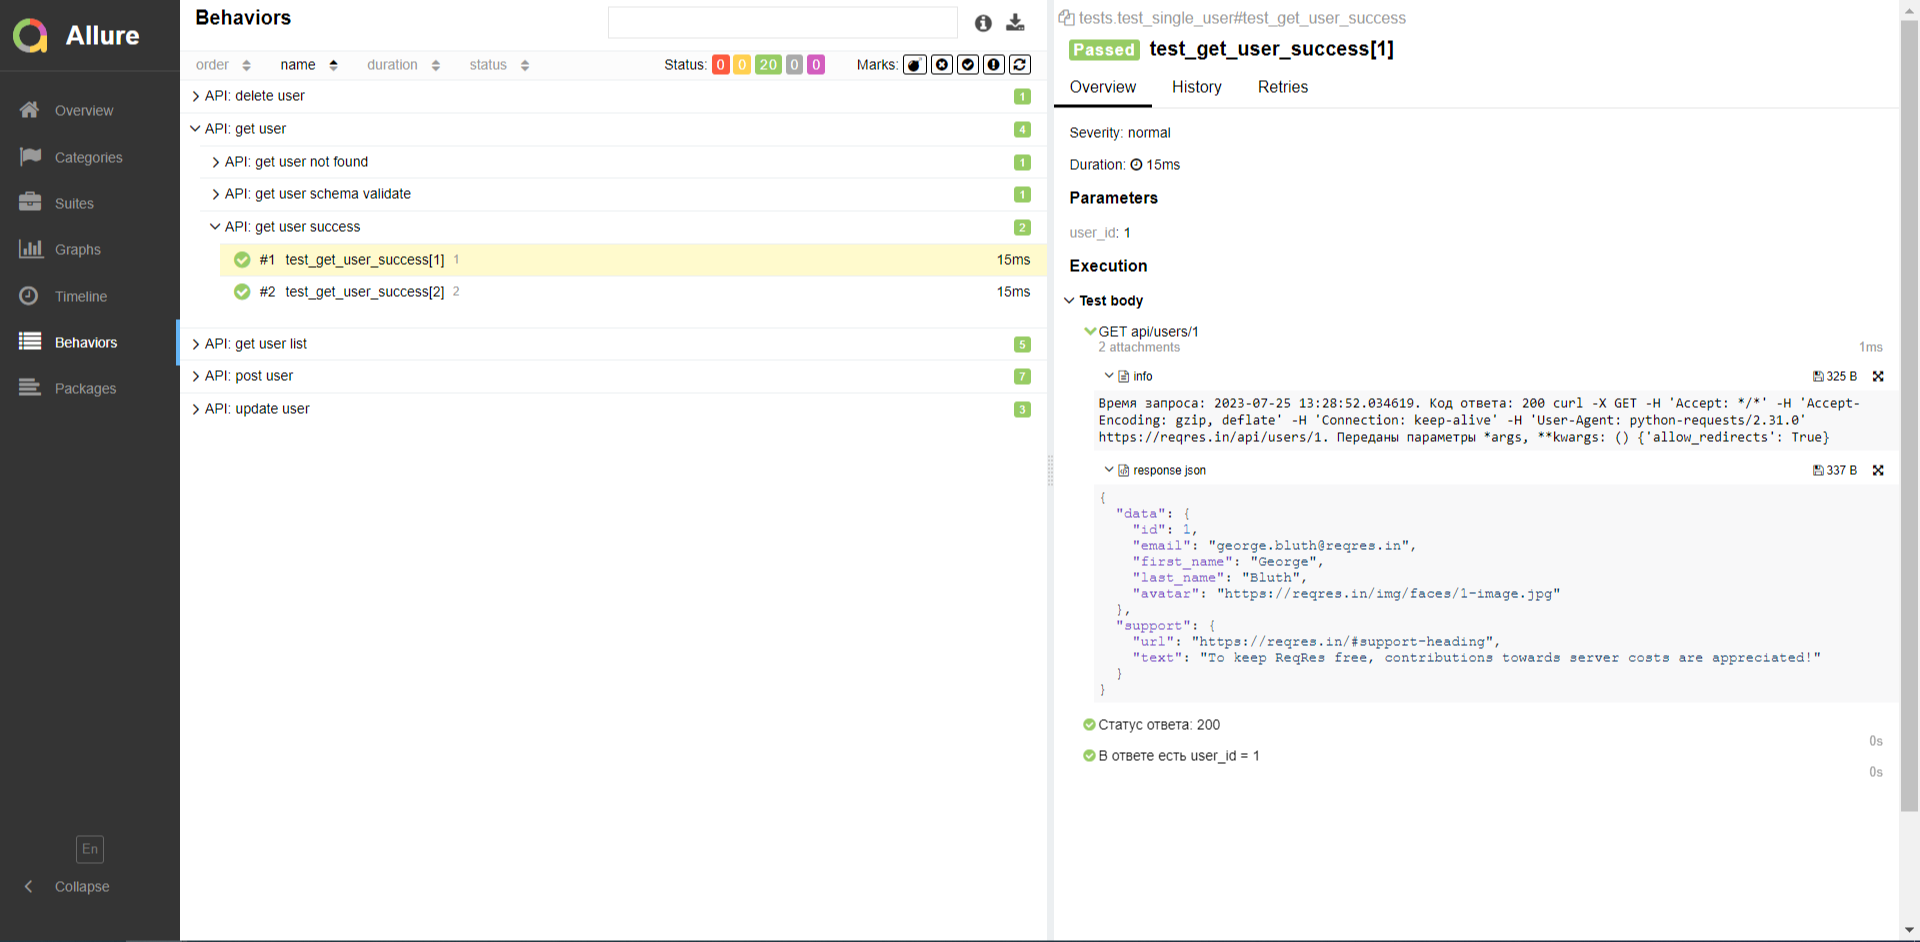 Allure
Overview
Categories
Suites
Graphs
Timeline
Behaviors
Packages
En
Collapse
Behaviors
order name duration status Status: 0 0 20 0 0 Marks:
API: delete user 1
API: get user 4
API: get user not found 1
API: get user schema validate 1
API: get user success 2
#1 test_get_user_success[1] 1 15ms
#2 test_get_user_success[2] 2 15ms
API: get user list 5
API: post user 7
API: update user 3
tests.test_single_user#test_get_user_success
Passed test_get_user_success[1]
Overview History Retries
Severity: normal
Duration: 15ms
Parameters
user_id: 1
Execution
Test body
GET api/users/1
2 attachments 1ms
info 325 B
Время запроса: 2023-07-25 13:28:52.034619. Код ответа: 200 curl -X GET -H 'Accept: */*' -H 'Accept-
Encoding: gzip, deflate' -H 'Connection: keep-alive' -H 'User-Agent: python-requests/2.31.0'
https://reqres.in/api/users/1. Переданы параметры *args, **kwargs: () {'allow_redirects': True}
response json 337 B
{
"data": {
"id": 1,
"email": "george.bluth@reqres.in",
"first_name": "George",
"last_name": "Bluth",
"avatar": "https://reqres.in/img/faces/1-image.jpg"
},
"support": {
"url": "https://reqres.in/#support-heading",
"text": "To keep ReqRes free, contributions towards server costs are appreciated!"
}
}
Статус ответа: 200
0s
В ответе есть user_id = 1
0s